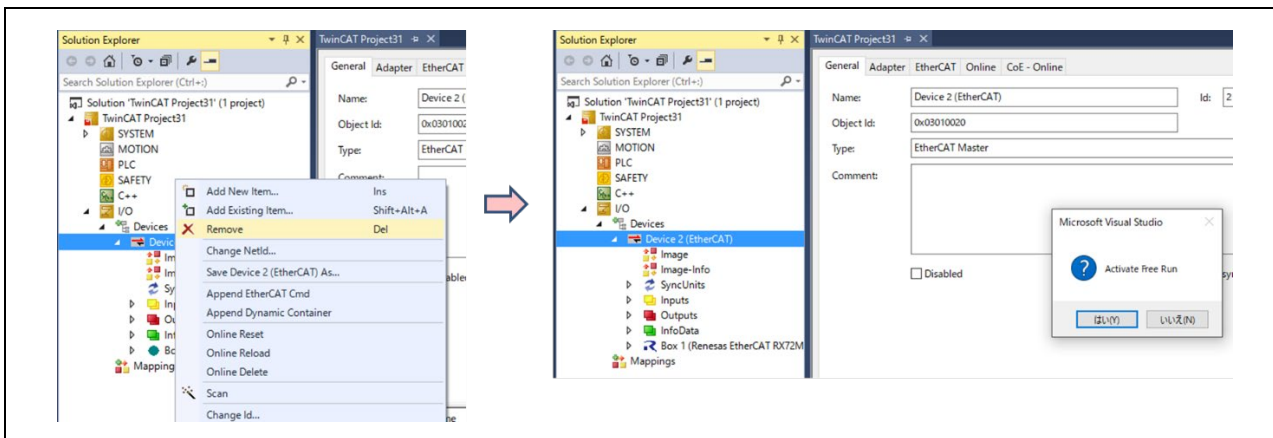 Solution Explorer
Search Solution Explorer (Ctrl+:)
Solution 'TwinCAT Project31' (1 project)
TwinCAT Project31
SYSTEM
MOTION
PLC
SAFETY
C++
I/O
Devices
Mapping
TwinCAT Project31
General Adapter EtherCAT
Name: Device 2 (
Object Id: 0x0301002
Type: EtherCAT
Comment:
Add New Item... Ins
Add Existing Item... Shift+Alt+A
Remove Del
Change NetId...
Save Device 2 (EtherCAT) As...
Append EtherCAT Cmd
Append Dynamic Container
Online Reset
Online Reload
Online Delete
Scan
Change Id...
Solution Explorer
Search Solution Explorer (Ctrl+:)
Solution 'TwinCAT Project31' (1 project)
TwinCAT Project31
SYSTEM
MOTION
PLC
SAFETY
C++
I/O
Devices
Device 2 (EtherCAT)
Image
Image-Info
SyncUnits
Inputs
Outputs
InfoData
Box 1 (Renesas EtherCAT RX72M
Mappings
TwinCAT Project31
General Adapter EtherCAT Online CoE - Online
Name: Device 2 (EtherCAT) Id: 2
Object Id: 0x03010020
Type: EtherCAT Master
Comment:
Disabled
Microsoft Visual Studio
Activate Free Run
はい(Y) いいえ(N)